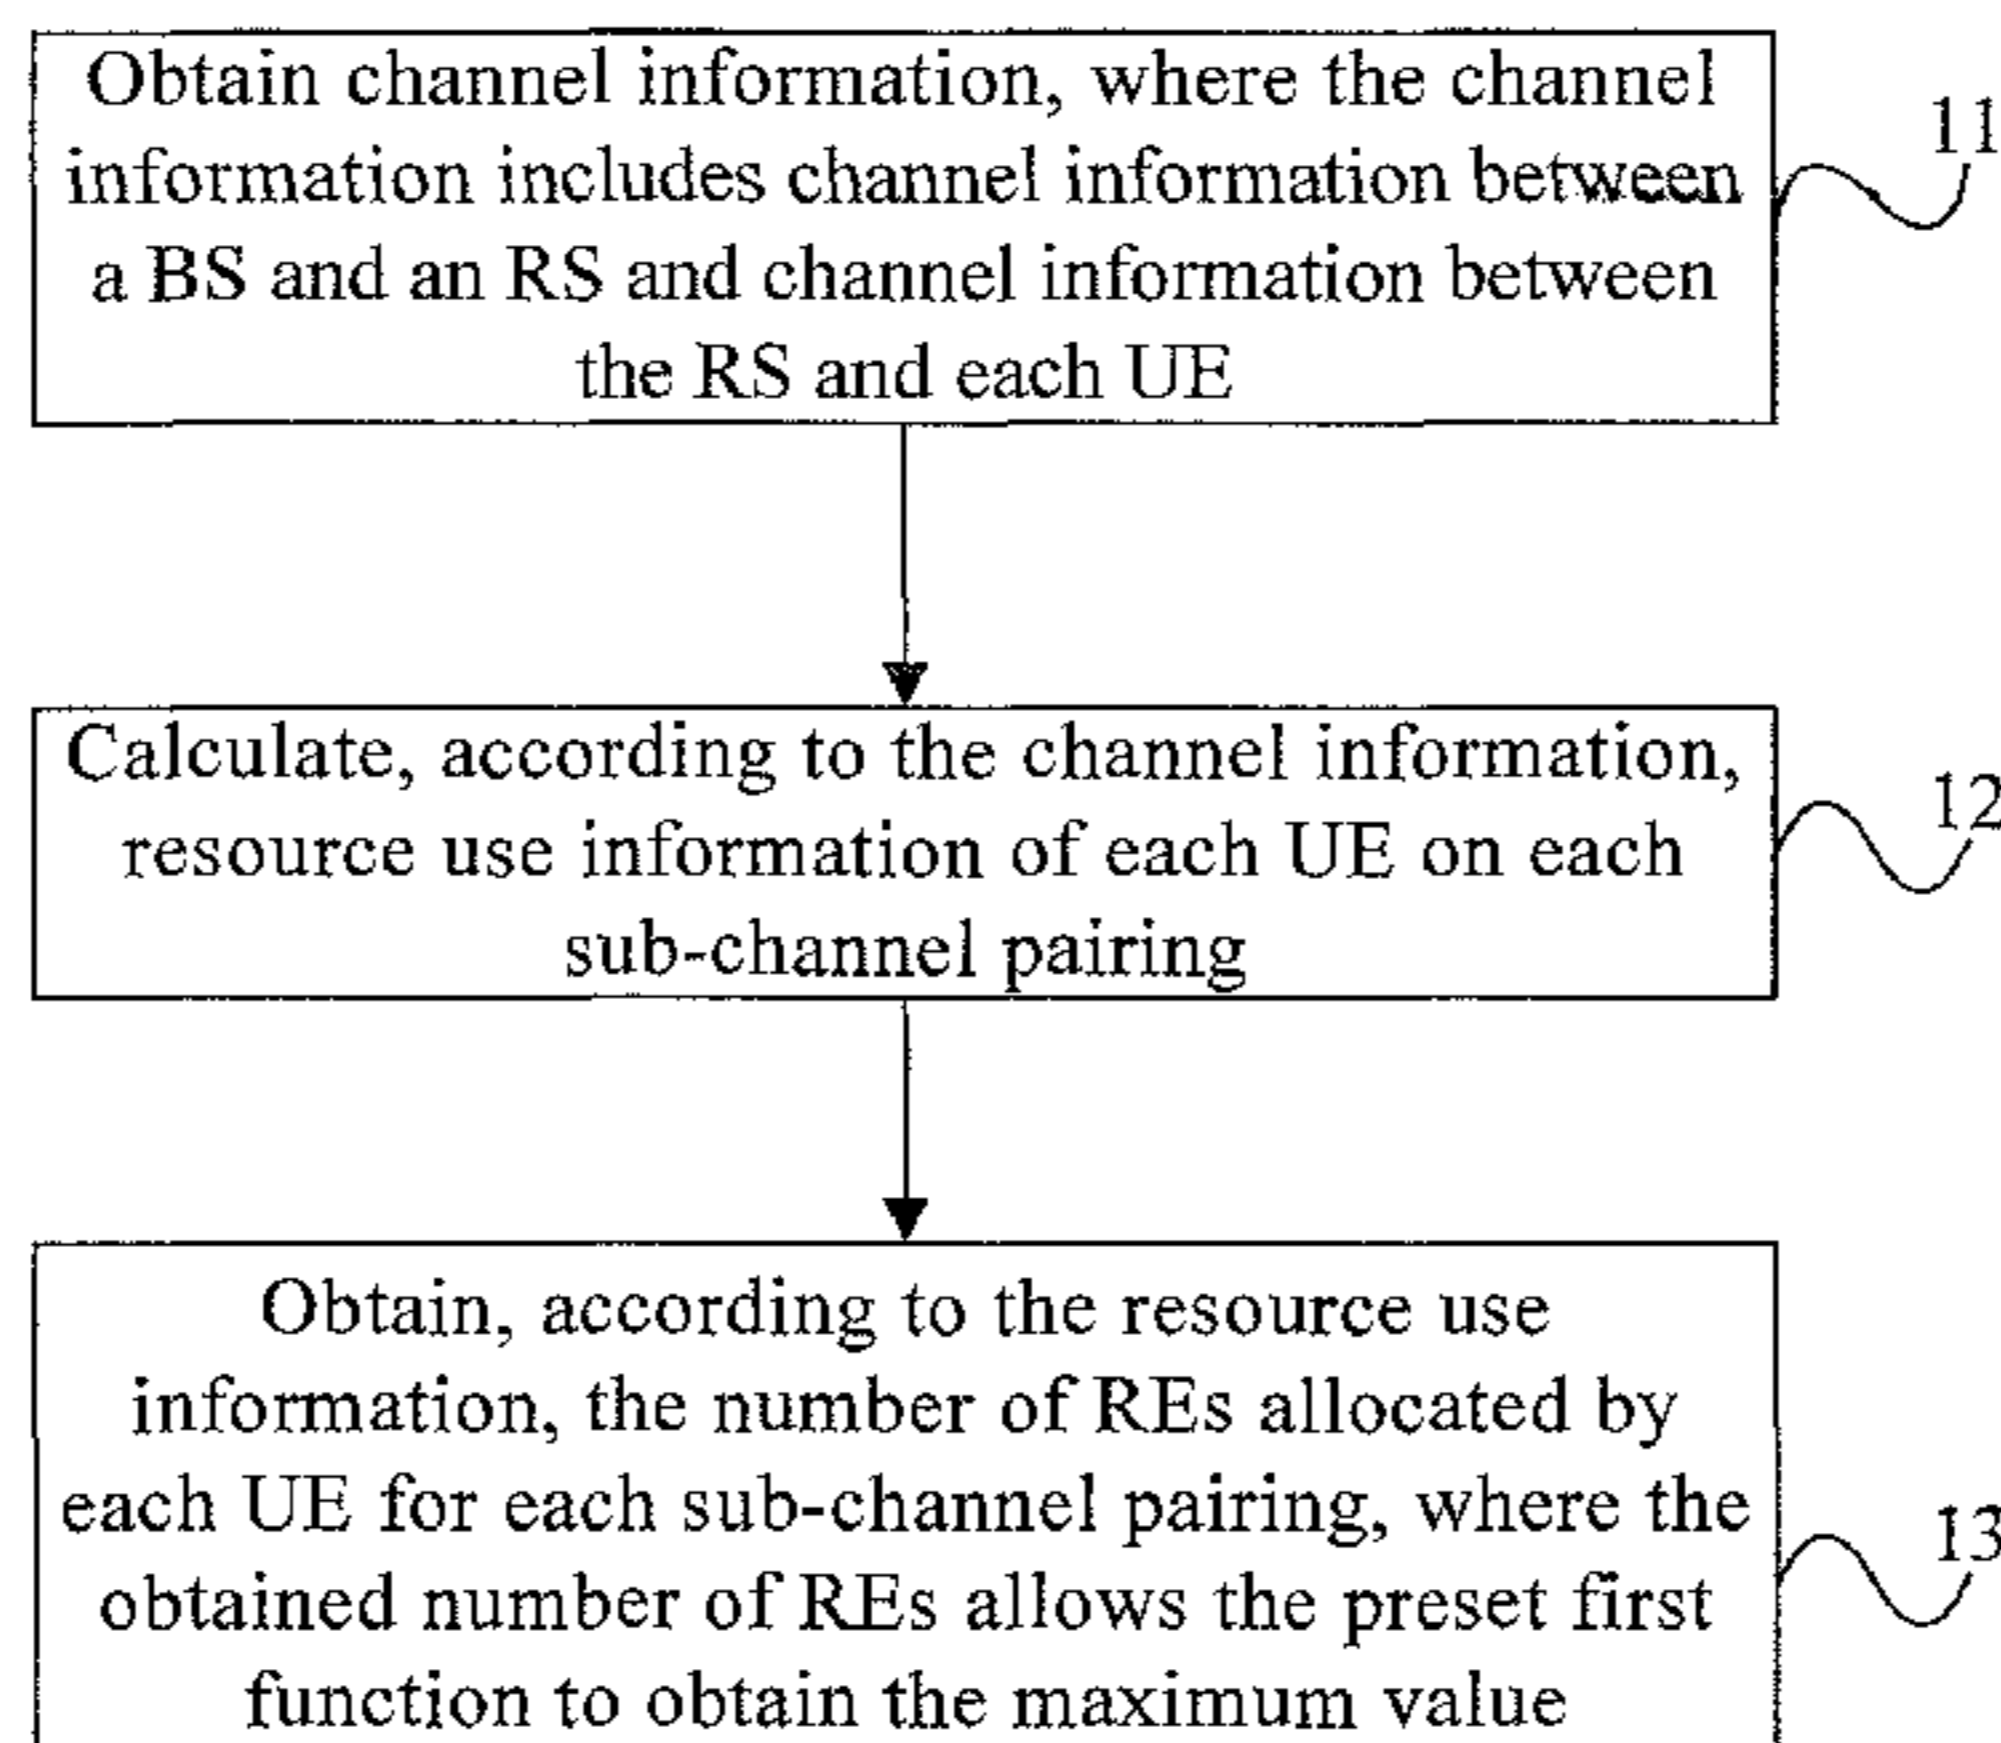 Obtain channel information, where the channel
information includes channel information between
a BS and an RS and channel information between
the RS and each UE
11
Calculate, according to the channel information,
resource use information of each UE on each
sub-channel pairing
12
Obtain, according to the resource use
information, the number of REs allocated by
each UE for each sub-channel pairing, where the
obtained number of REs allows the preset first
function to obtain the maximum value
13